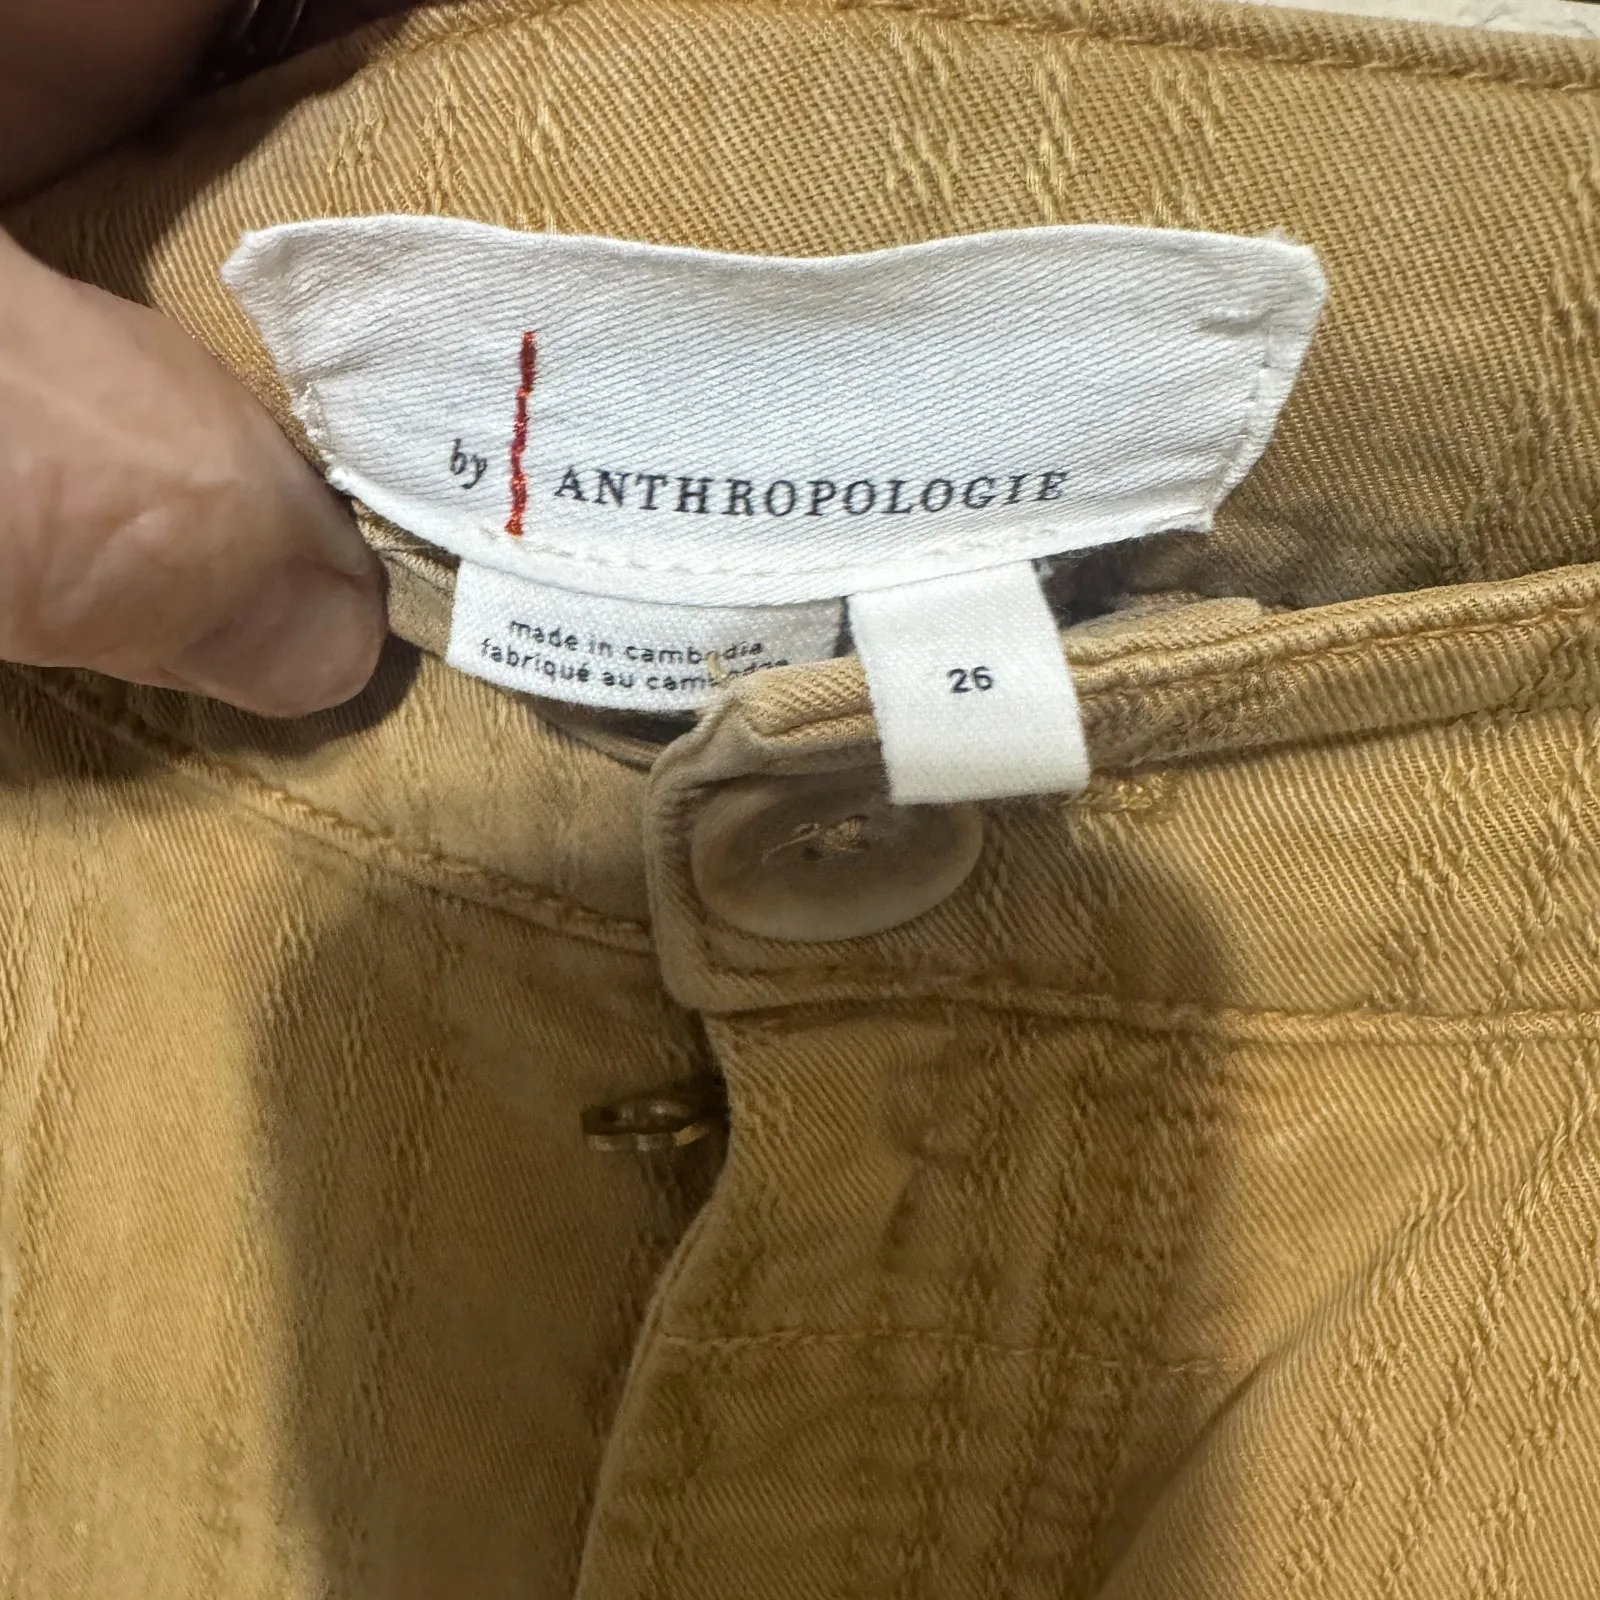 by | ANTHROPOLOGIE
made in cambodia
fabriqué au cambodge
26